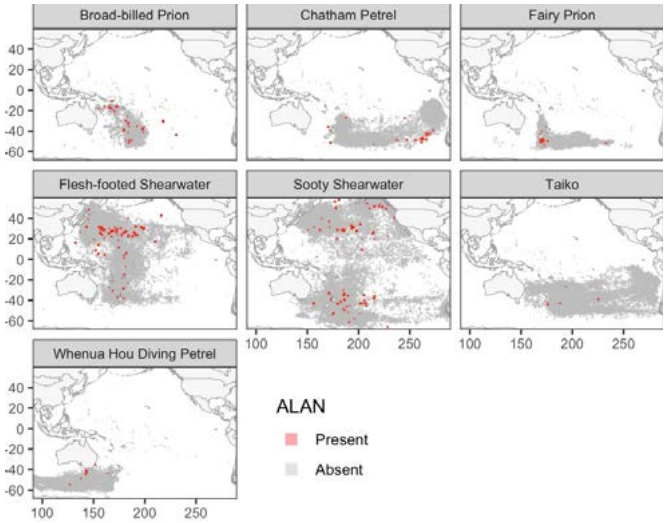 Broad-billed Prion Chatham Petrel Fairy Prion
40
20
0
-20
-40
-60
Flesh-footed Shearwater Sooty Shearwater Taiko
40
20
0
-20
-40
-60
100 150 200 250 100 150 200 250
Whenua Hou Diving Petrel
40
20
0
-20
-40
-60
100 150 200 250
ALAN
Present
Absent